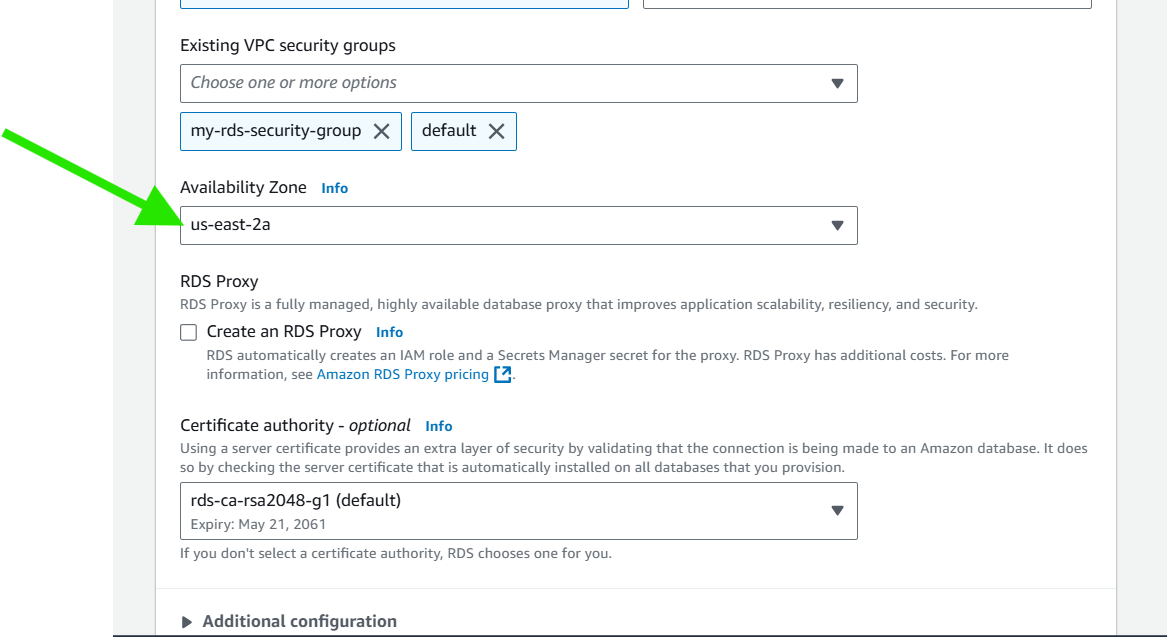 Existing VPC security groups
Choose one or more options
my-rds-security-group default
Availability Zone Info
us-east-2a
RDS Proxy
RDS Proxy is a fully managed, highly available database proxy that improves application scalability, resiliency, and security.
Create an RDS Proxy Info
RDS automatically creates an IAM role and a Secrets Manager secret for the proxy. RDS Proxy has additional costs. For more
information, see Amazon RDS Proxy pricing.
Certificate authority - optional Info
Using a server certificate provides an extra layer of security by validating that the connection is being made to an Amazon database. It does
so by checking the server certificate that is automatically installed on all databases that you provision.
rds-ca-rsa2048-g1 (default)
Expiry: May 21, 2061
If you don't select a certificate authority, RDS chooses one for you.
Additional configuration